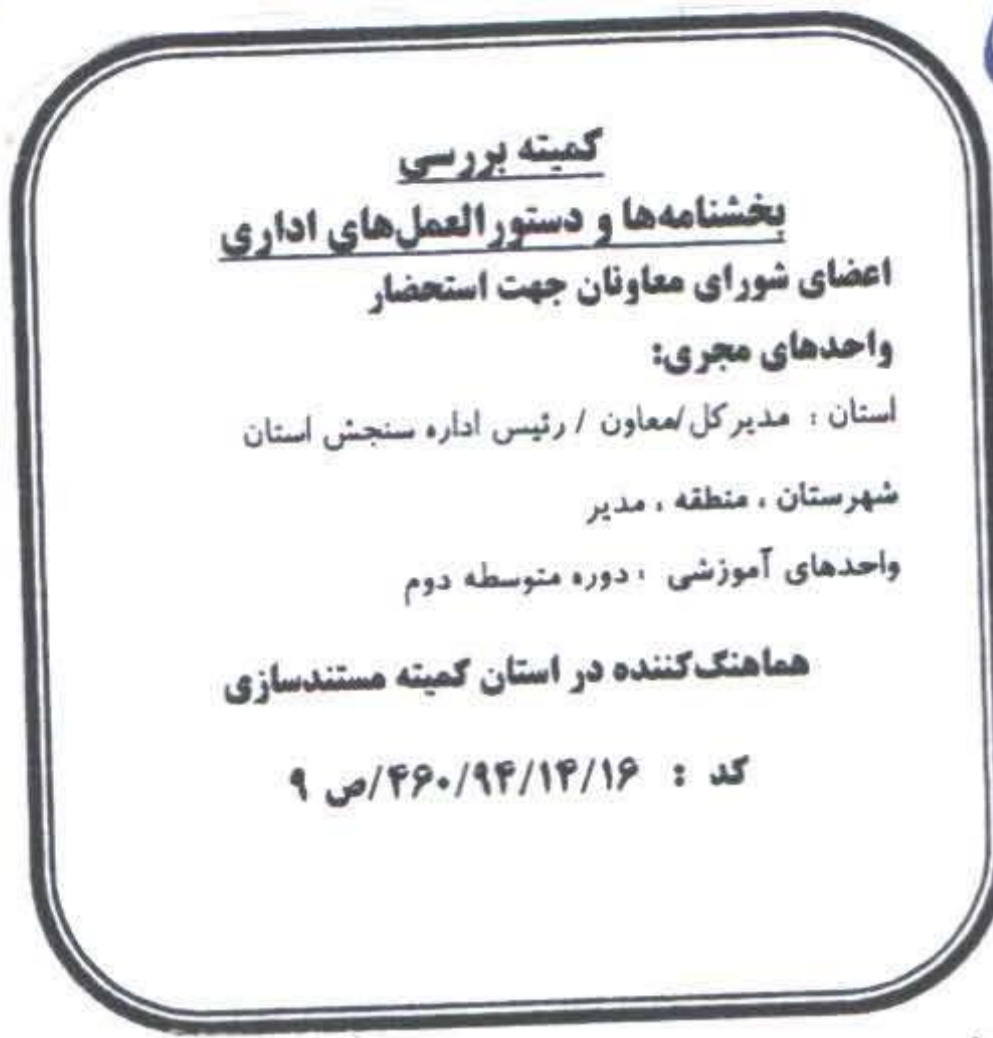 کمیته بررسی
بخشنامه‌ها و دستورالعمل‌های اداری
اعضای شورای معاونان جهت استحضار
واحدهای مجری:
استان : مدیرکل/معاون / رئیس اداره سنجش استان
شهرستان ، منطقه ، مدیر
واحدهای آموزشی : دوره متوسطه دوم
هماهنگ‌کننده در استان کمیته مستندسازی
کد : ۴۶۰/۹۴/۱۴/۱۶/ص ۹